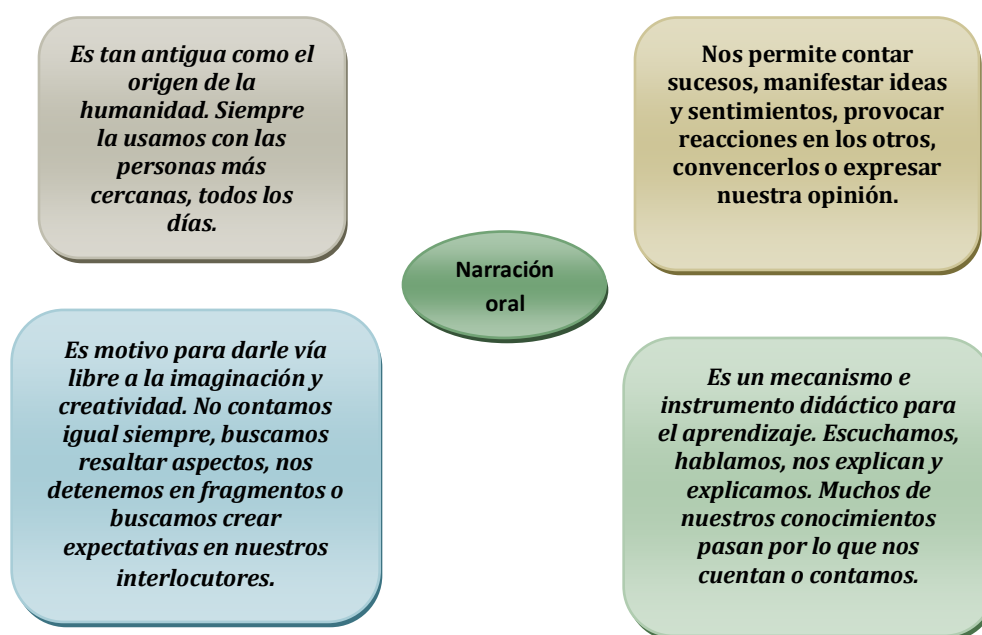 Es tan antigua como el
origen de la
humanidad. Siempre
la usamos con las
personas más
cercanas, todos los
días.
Nos permite contar
sucesos, manifestar ideas
y sentimientos, provocar
reacciones en los otros,
convencerlos o expresar
nuestra opinión.
Narración
oral
Es motivo para darle vía
libre a la imaginación y
creatividad. No contamos
igual siempre, buscamos
resaltar aspectos, nos
detenemos en fragmentos o
buscamos crear
expectativas en nuestros
interlocutores.
Es un mecanismo e
instrumento didáctico para
el aprendizaje. Escuchamos,
hablamos, nos explican y
explicamos. Muchos de
nuestros conocimientos
pasan por lo que nos
cuentan o contamos.